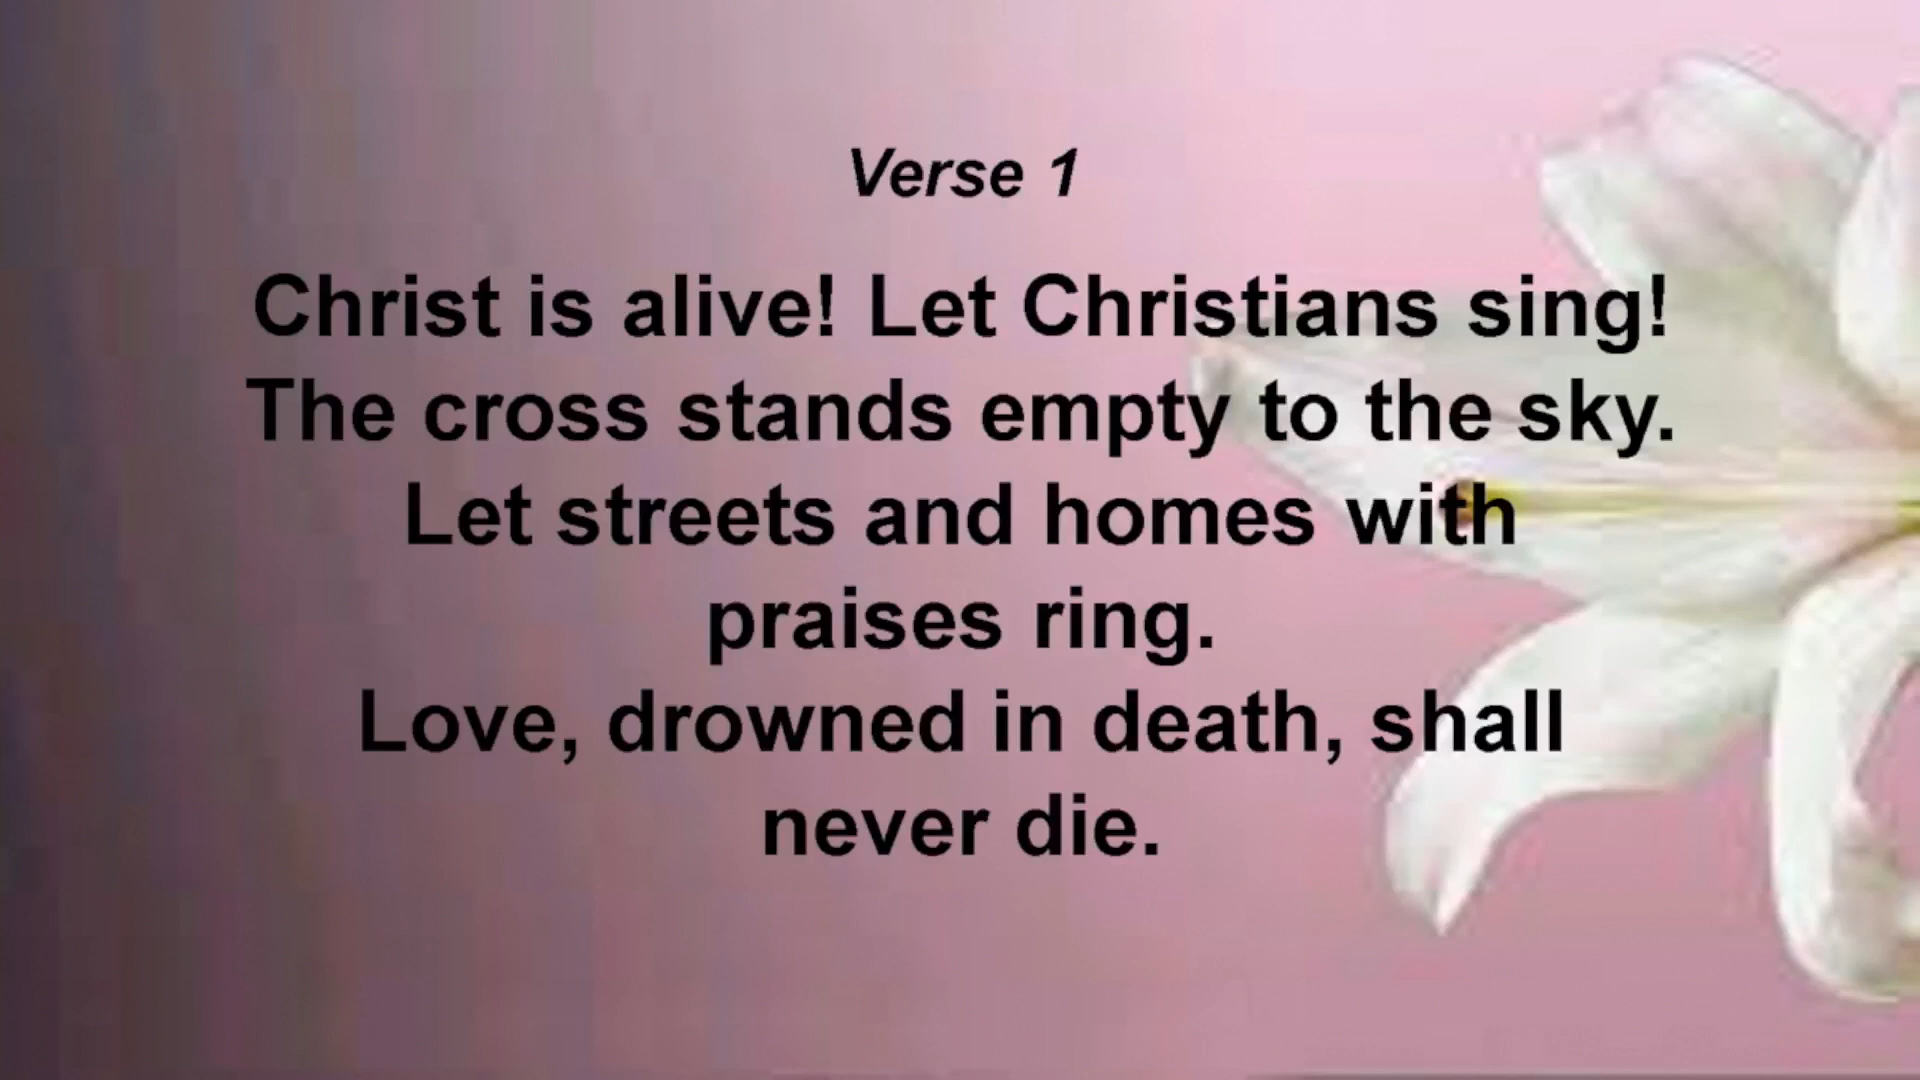 Verse 1
Christ is alive! Let Christians sing!
The cross stands empty to the sky.
Let streets and homes with
praises ring.
Love, drowned in death, shall
never die.